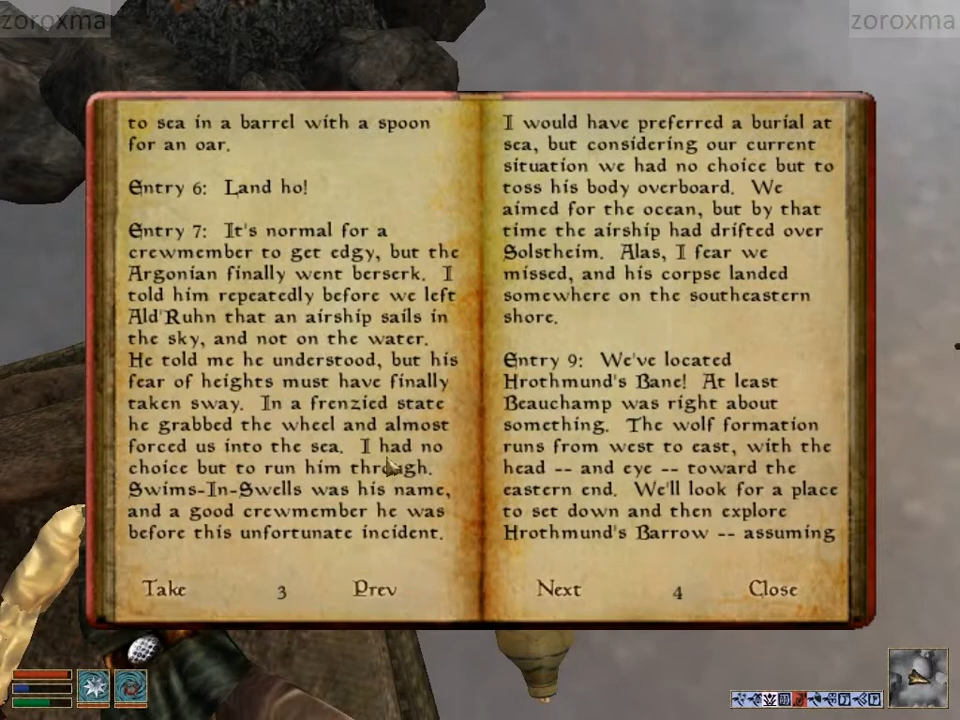 zoroxma
zoroxma
to sea in a barrel with a spoon
for an oar.
Entry 6: Land ho!
Entry 7: It's normal for a
crewmember to get edgy, but the
Argonian finally went berserk. I
told him repeatedly before we left
Ald'Ruhn that an airship sails in
the sky, and not on the water.
He told me he understood, but his
fear of heights must have finally
taken sway. In a frenzied state
he grabbed the wheel and almost
forced us into the sea. I had no
choice but to run him through.
Swims-In-Swells was his name,
and a good crewmember he was
before this unfortunate incident.
Take 3 Prev
I would have preferred a burial at
sea, but considering our current
situation we had no choice but to
toss his body overboard. We
aimed for the ocean, but by that
time the airship had drifted over
Solstheim. Alas, I fear we
missed, and his corpse landed
somewhere on the southeastern
shore.
Entry 9: We've located
Hrothmund's Bane! At least
Beauchamp was right about
something. The wolf formation
runs from west to east, with the
head -- and eye -- toward the
eastern end. We'll look for a place
to set down and then explore
Hrothmund's Barrow -- assuming
Next 4 Close